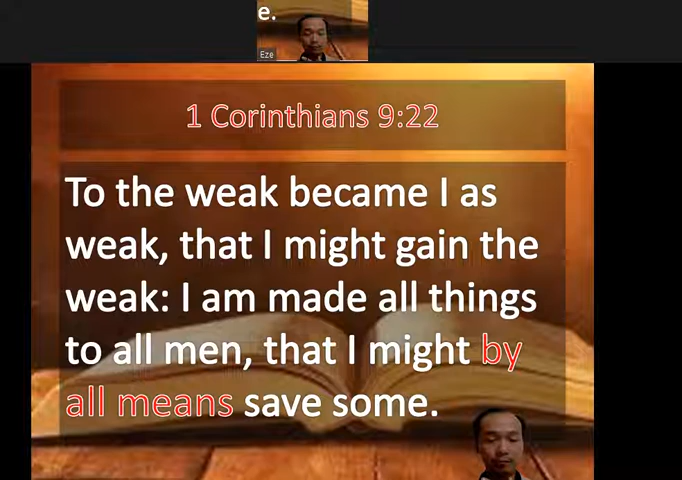 e.
Eze
1 Corinthians 9:22
To the weak became I as
weak, that I might gain the
weak: I am made all things
to all men, that I might by
all means save some.